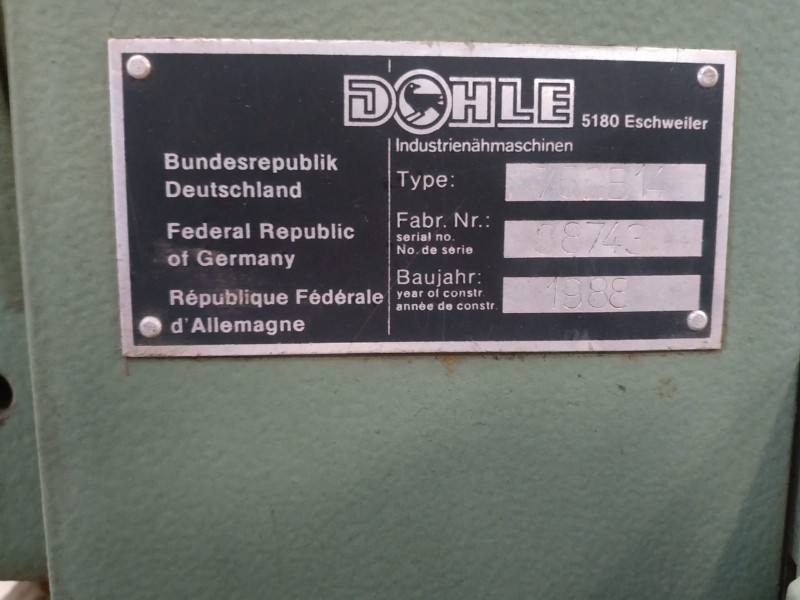 DOHLE 5180 Eschweiler
Industrienähmaschinen
Bundesrepublik
Deutschland
Federal Republic
of Germany
République Fédérale
d'Allemagne
Type:
Fabr. Nr.: 08743
serial no.
No. de série
Baujahr: 1988
year of constr.
année de constr.